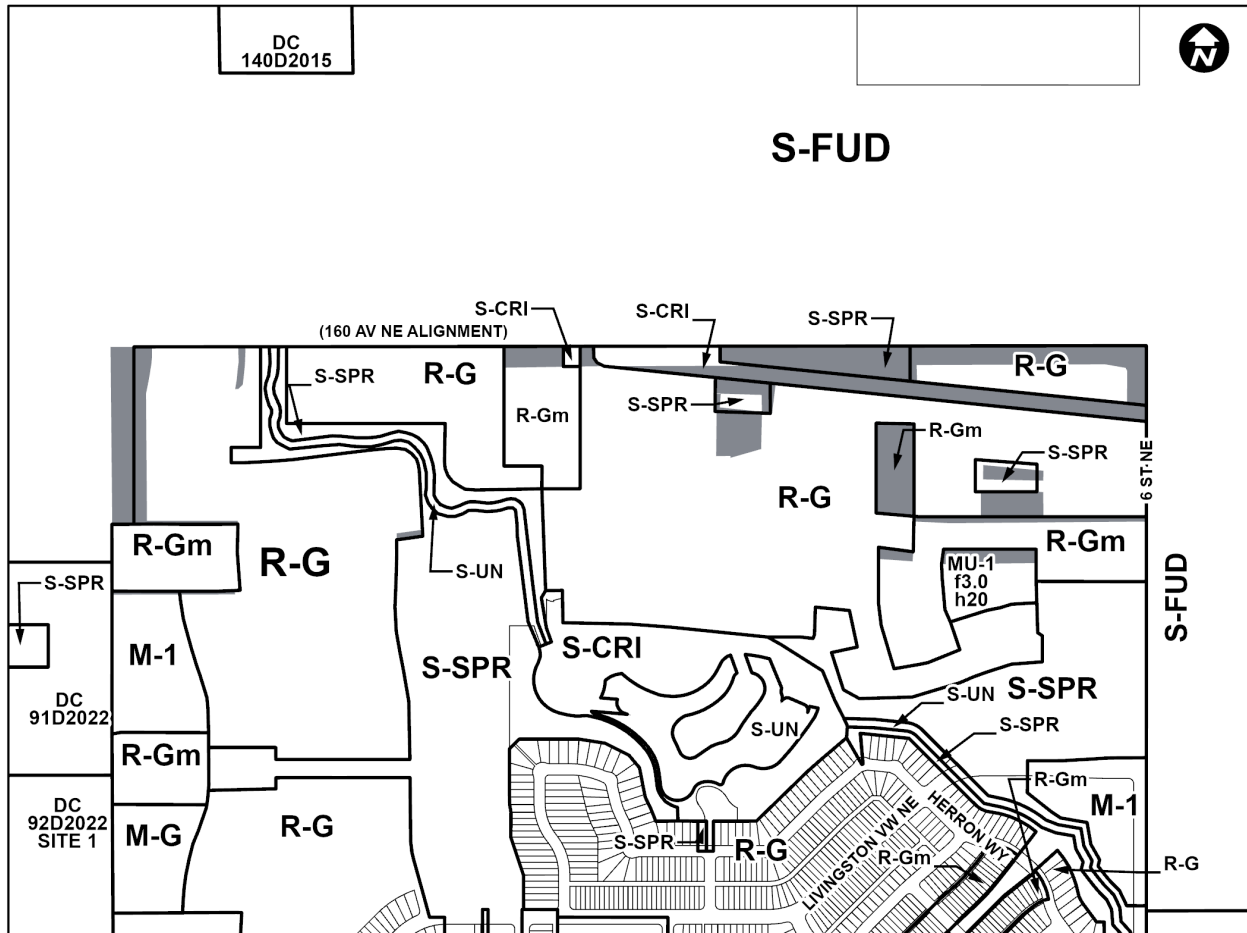 DC
140D2015
N
S-FUD
S-CRI
S-CRI
S-SPR
(160 AV NE ALIGNMENT)
S-SPR
R-G
R-G
S-SPR
R-Gm
R-Gm
S-SPR
6 ST NE
R-G
R-Gm
R-Gm
R-G
S-UN
MU-1
f3.0
h20
S-FUD
S-SPR
M-1
S-CRI
S-SPR
S-SPR
DC
91D2022
S-UN
S-UN
S-SPR
R-Gm
R-Gm
M-1
DC
92D2022
SITE 1
M-G
R-G
S-SPR
R-G
LIVINGSTON VW NE
HERRON WY
R-Gm
R-G